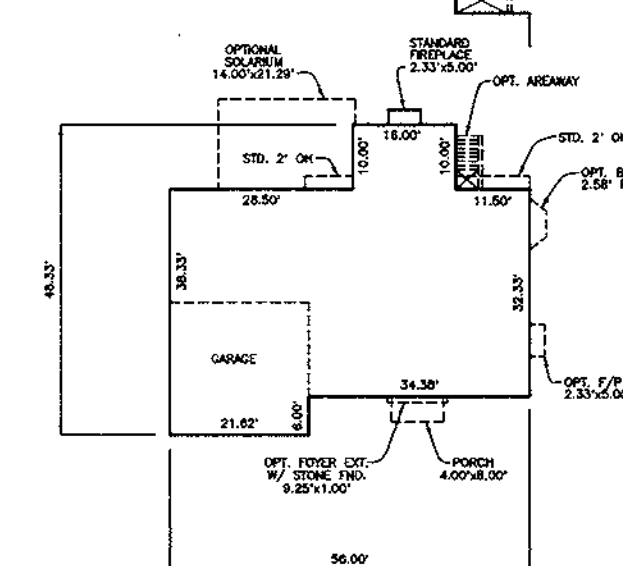 OPTIONAL
SOLARIUM
14.00'x21.29'
STANDARD
FIREPLACE
2.33'x5.00'
OPT. AREAWAY
16.00'
STD. 2' OH
10.00'
10.00'
STD. 2' OH
OPT. B
2.58'
28.50'
11.50'
48.33'
38.33'
32.33'
GARAGE
34.38'
OPT. F/P
2.33'x5.00
21.62'
6.00'
OPT. FOYER EXT.
W/ STONE FND.
9.25'x1.00'
PORCH
4.00'x8.00'
56.00'